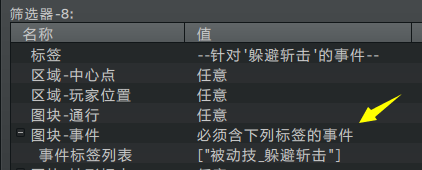 筛选器-8:
名称 值
标签 --针对'躲避斩击'的事件--
区域-中心点 任意
区域-玩家位置 任意
图块-通行 任意
图块-事件 必须含下列标签的事件
事件标签列表 ["被动技_躲避斩击"]